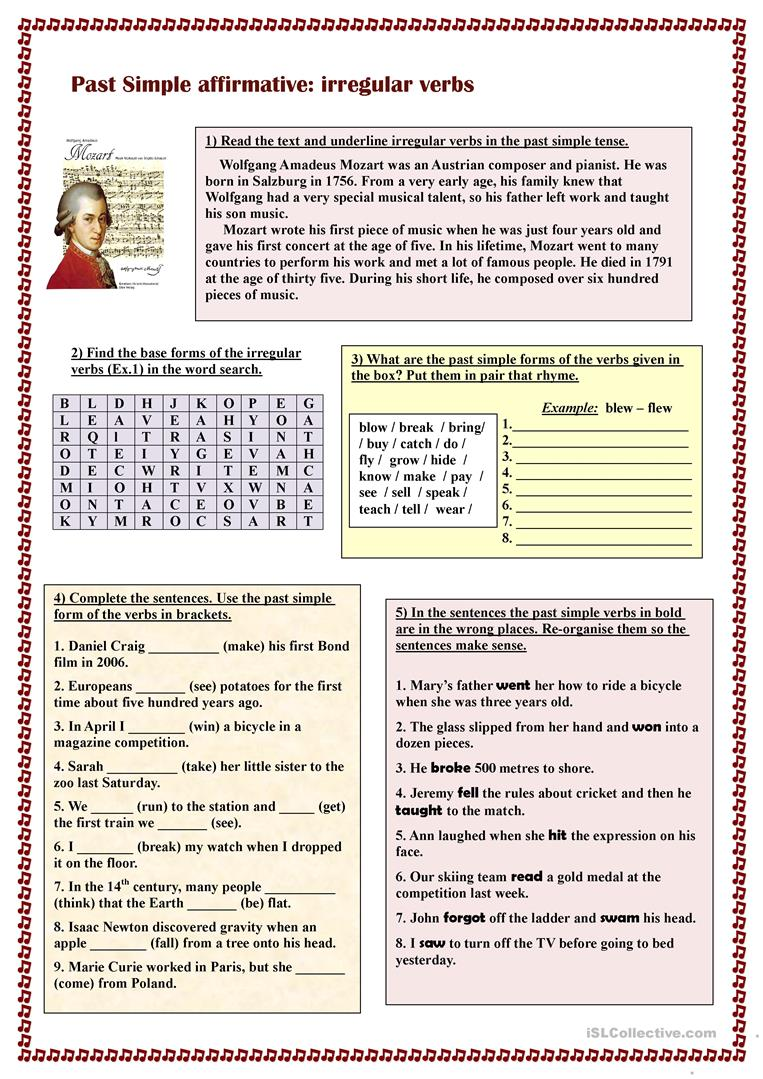 Past Simple affirmative: irregular verbs
Wolfgang Amadeus
Mozart
1) Read the text and underline irregular verbs in the past simple tense.
Wolfgang Amadeus Mozart was an Austrian composer and pianist. He was
born in Salzburg in 1756. From a very early age, his family knew that
Wolfgang had a very special musical talent, so his father left work and taught
his son music.
Mozart wrote his first piece of music when he was just four years old and
gave his first concert at the age of five. In his lifetime, Mozart went to many
countries to perform his work and met a lot of famous people. He died in 1791
at the age of thirty five. During his short life, he composed over six hundred
pieces of music.
2) Find the base forms of the irregular
verbs (Ex.1) in the word search.
B L D H J K O P E G
L E A V E A H Y O A
R Q I T R A S I N T
O T E I Y G E V A H
D E C W R I T E M C
M I O H T V X W N A
O N T A C E O V B E
K Y M R O C S A R T
3) What are the past simple forms of the verbs given in
the box? Put them in pair that rhyme.
Example: blew – flew
blow / break / bring/
/ buy / catch / do /
fly / grow / hide /
know / make / pay /
see / sell / speak /
teach / tell / wear /
1.
2.
3.
4.
5.
6.
7.
8.
4) Complete the sentences. Use the past simple
form of the verbs in brackets.
1. Daniel Craig __________ (make) his first Bond
film in 2006.
2. Europeans _______ (see) potatoes for the first
time about five hundred years ago.
3. In April I ________ (win) a bicycle in a
magazine competition.
4. Sarah __________ (take) her little sister to the
zoo last Saturday.
5. We ______ (run) to the station and _____ (get)
the first train we _______ (see).
6. I ________ (break) my watch when I dropped
it on the floor.
7. In the 14th century, many people __________
(think) that the Earth _______ (be) flat.
8. Isaac Newton discovered gravity when an
apple ________ (fall) from a tree onto his head.
9. Marie Curie worked in Paris, but she _______
(come) from Poland.
5) In the sentences the past simple verbs in bold
are in the wrong places. Re-organise them so the
sentences make sense.
1. Mary's father went her how to ride a bicycle
when she was three years old.
2. The glass slipped from her hand and won into a
dozen pieces.
3. He broke 500 metres to shore.
4. Jeremy fell the rules about cricket and then he
taught to the match.
5. Ann laughed when she hit the expression on his
face.
6. Our skiing team read a gold medal at the
competition last week.
7. John forgot off the ladder and swam his head.
8. I saw to turn off the TV before going to bed
yesterday.
iSLCollective.com